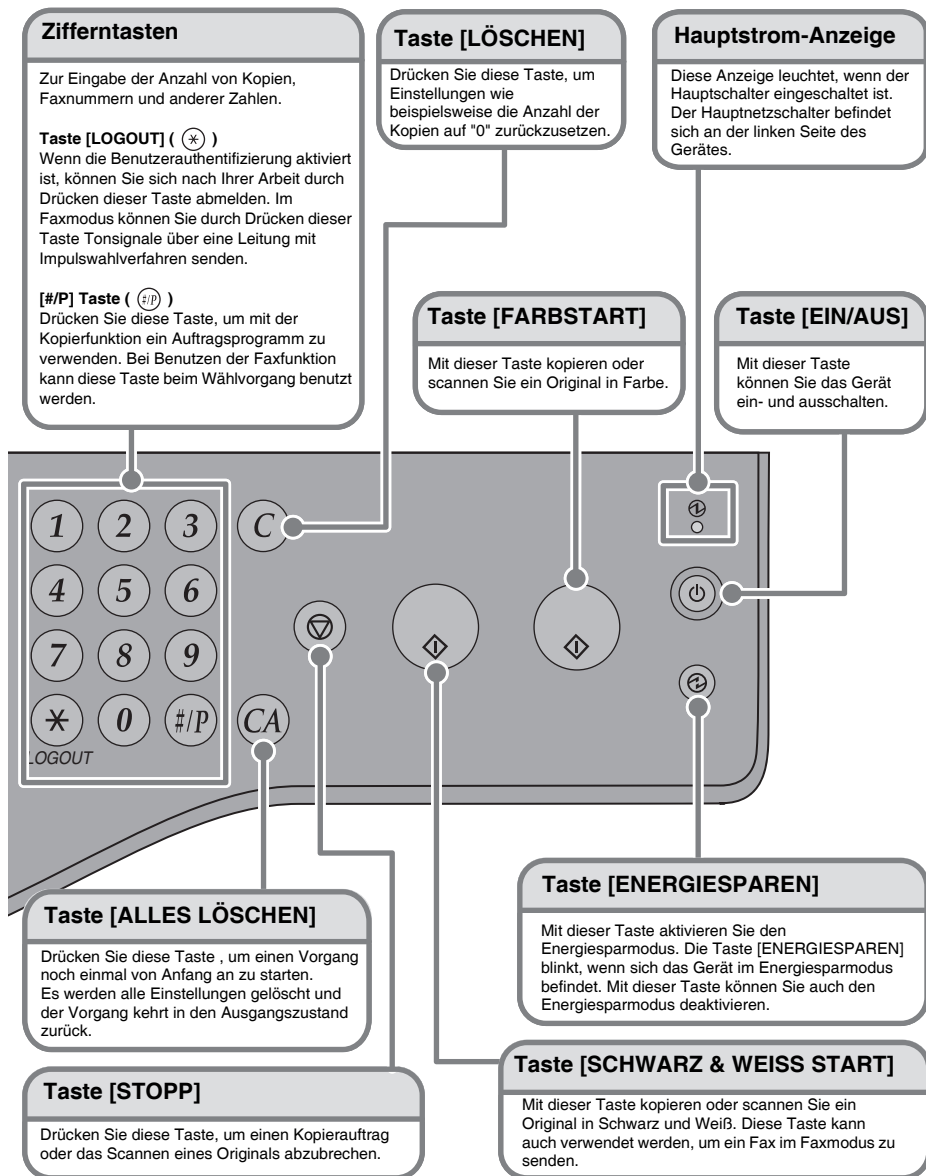 Zifferntasten
Zur Eingabe der Anzahl von Kopien,
Faxnummern und anderer Zahlen.
Taste [LOGOUT] ( * )
Wenn die Benutzerauthentifizierung aktiviert
ist, können Sie sich nach Ihrer Arbeit durch
Drücken dieser Taste abmelden. Im
Faxmodus können Sie durch Drücken dieser
Taste Tonsignale über eine Leitung mit
Impulswahlverfahren senden.
[#/P] Taste ( #/P )
Drücken Sie diese Taste, um mit der
Kopierfunktion ein Auftragsprogramm zu
verwenden. Bei Benutzen der Faxfunktion
kann diese Taste beim Wählvorgang benutzt
werden.
Taste [LÖSCHEN]
Drücken Sie diese Taste, um
Einstellungen wie
beispielsweise die Anzahl der
Kopien auf "0" zurückzusetzen.
Hauptstrom-Anzeige
Diese Anzeige leuchtet, wenn der
Hauptschalter eingeschaltet ist.
Der Hauptnetzschalter befindet
sich an der linken Seite des
Gerätes.
Taste [FARBSTART]
Mit dieser Taste kopieren oder
scannen Sie ein Original in Farbe.
Taste [EIN/AUS]
Mit dieser Taste
können Sie das Gerät
ein- und ausschalten.
1 2 3 C
4 5 6
7 8 9
* 0 #/P CA
LOGOUT
Taste [ALLES LÖSCHEN]
Drücken Sie diese Taste , um einen Vorgang
noch einmal von Anfang an zu starten.
Es werden alle Einstellungen gelöscht und
der Vorgang kehrt in den Ausgangszustand
zurück.
Taste [STOPP]
Drücken Sie diese Taste, um einen Kopierauftrag
oder das Scannen eines Originals abzubrechen.
Taste [ENERGIESPAREN]
Mit dieser Taste aktivieren Sie den
Energiesparmodus. Die Taste [ENERGIESPAREN]
blinkt, wenn sich das Gerät im Energiesparmodus
befindet. Mit dieser Taste können Sie auch den
Energiesparmodus deaktivieren.
Taste [SCHWARZ & WEISS START]
Mit dieser Taste kopieren oder scannen Sie ein
Original in Schwarz und Weiß. Diese Taste kann
auch verwendet werden, um ein Fax im Faxmodus zu
senden.